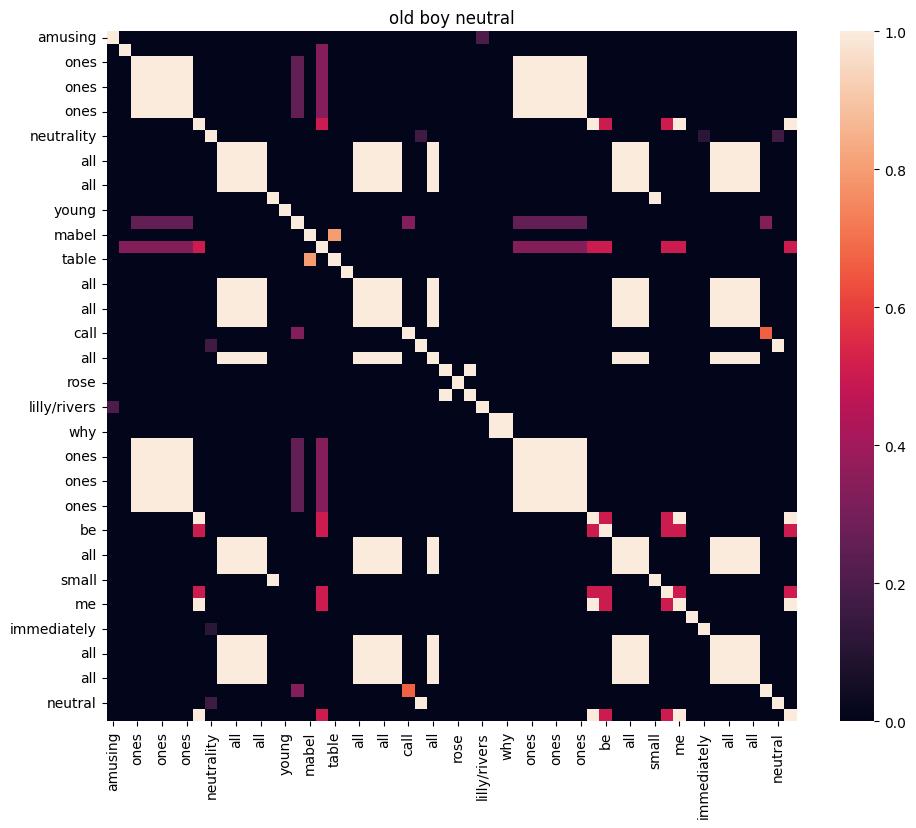 old boy neutral
amusing
ones
ones
ones
neutrality
all
all
young
mabel
table
all
all
call
all
rose
lilly/rivers
why
ones
ones
ones
be
all
small
me
immediately
all
all
neutral
amusing
ones
ones
ones
neutrality
all
all
young
mabel
table
all
all
call
all
rose
lilly/rivers
why
ones
ones
ones
be
all
small
me
immediately
all
all
neutral
1.0
0.8
0.6
0.4
0.2
0.0